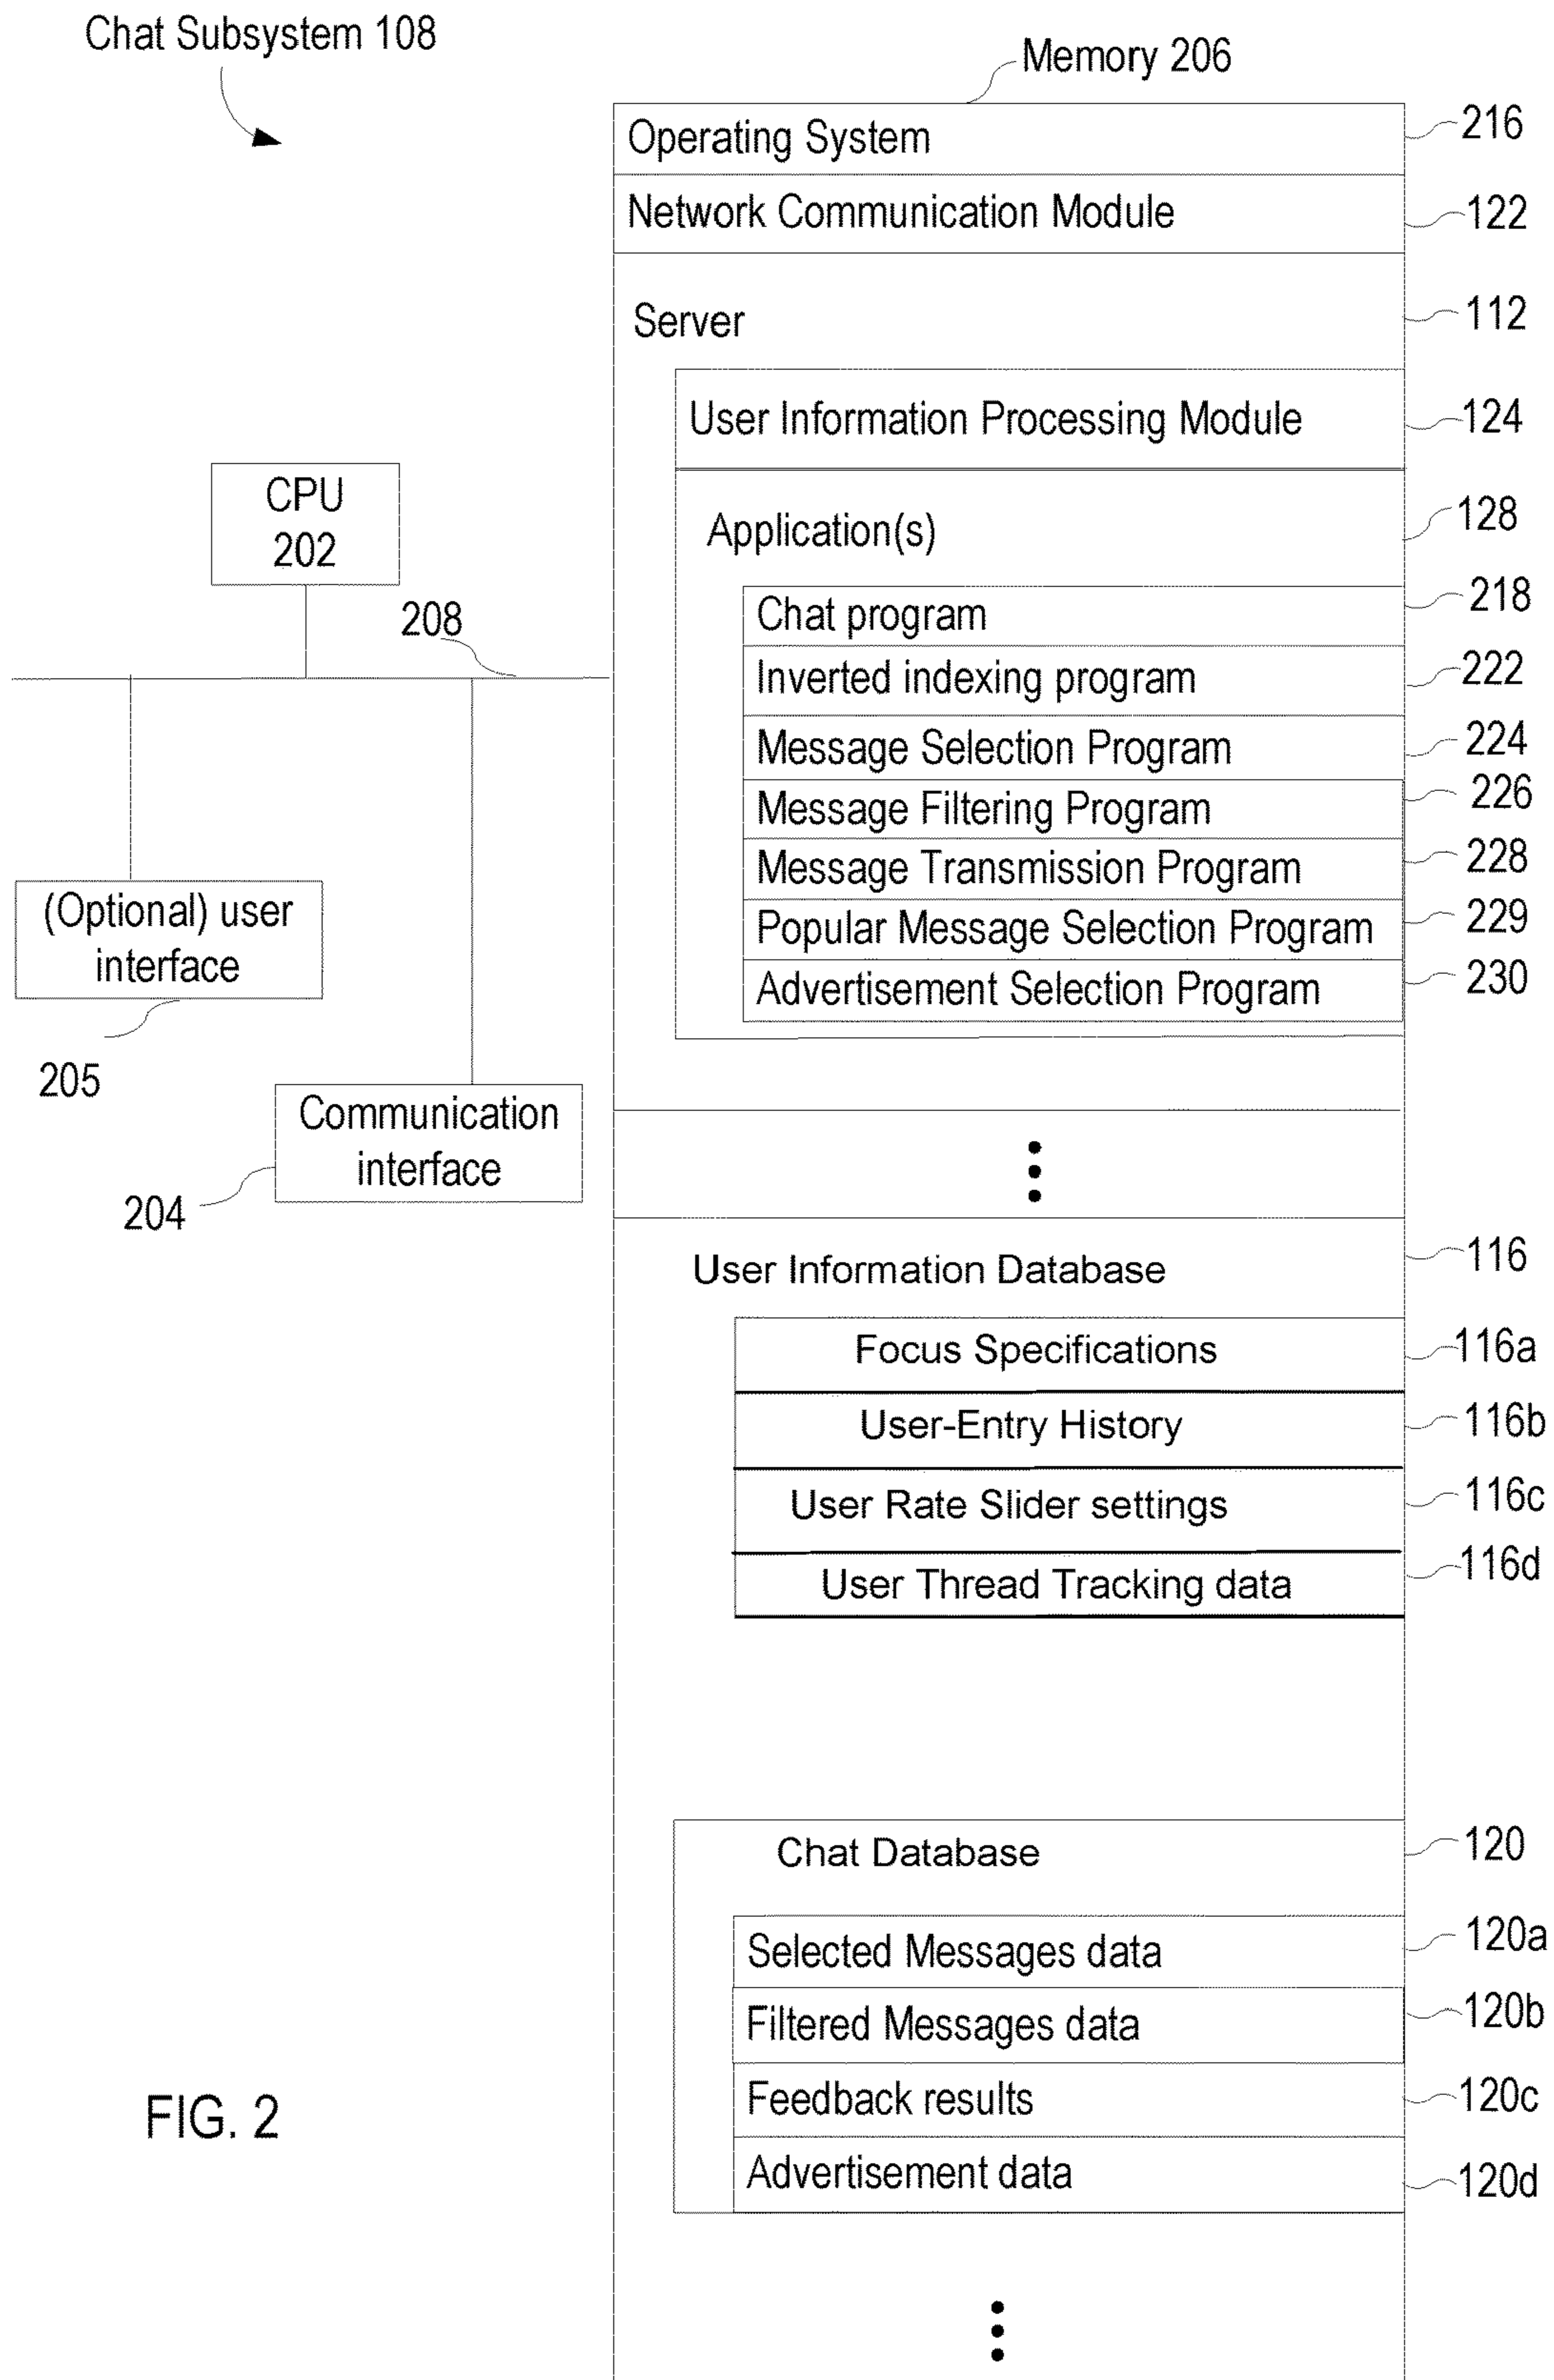 Chat Subsystem 108
Memory 206
Operating System 216
Network Communication Module 122
Server 112
User Information Processing Module 124
Application(s) 128
Chat program 218
Inverted indexing program 222
Message Selection Program 224
Message Filtering Program 226
Message Transmission Program 228
Popular Message Selection Program 229
Advertisement Selection Program 230
CPU
202
208
(Optional) user
interface
205
Communication
interface
204
User Information Database 116
Focus Specifications 116a
User-Entry History 116b
User Rate Slider settings 116c
User Thread Tracking data 116d
Chat Database 120
Selected Messages data 120a
Filtered Messages data 120b
Feedback results 120c
Advertisement data 120d
FIG. 2